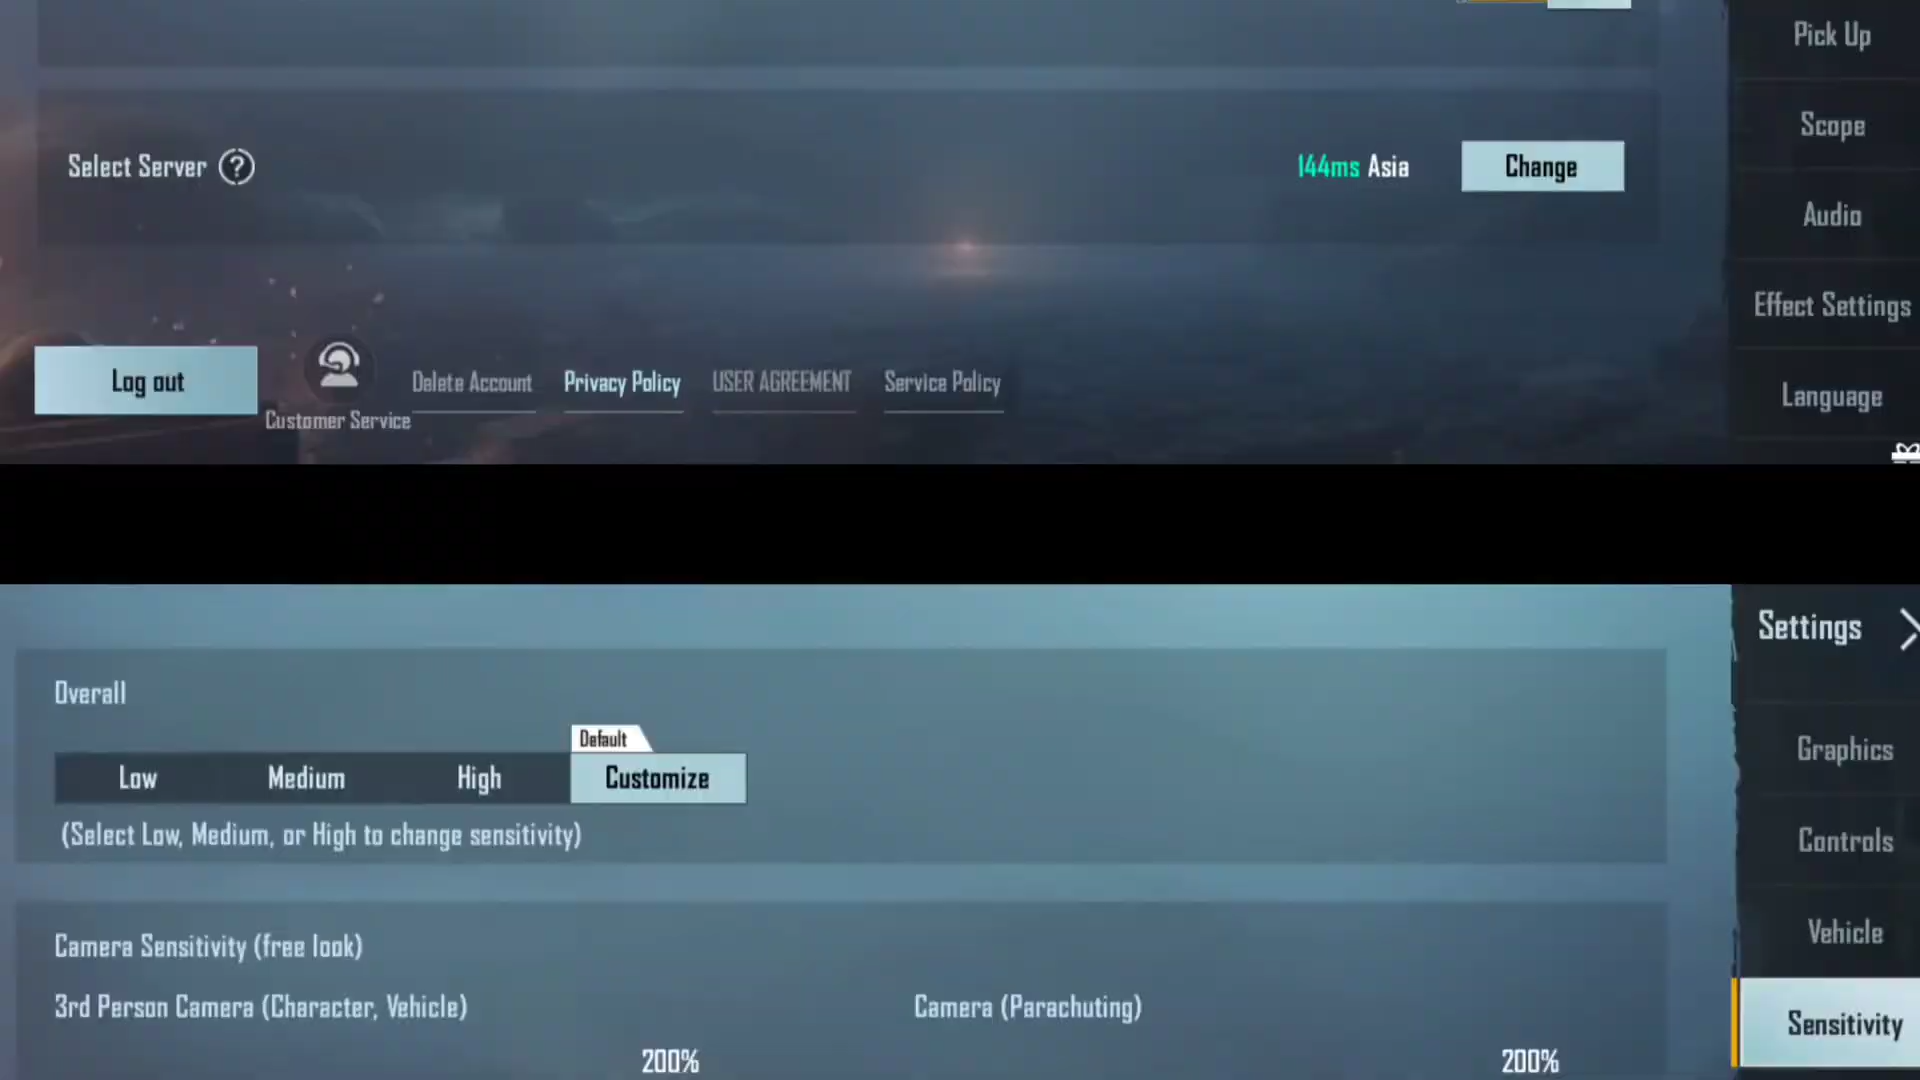 Pick Up
Scope
Select Server ?
144ms Asia
Change
Audio
Effect Settings
Log out
Customer Service
Delete Account
Privacy Policy
USER AGREEMENT
Service Policy
Language
Settings
Overall
Default
Low
Medium
High
Customize
(Select Low, Medium, or High to change sensitivity)
Graphics
Controls
Vehicle
Camera Sensitivity (free look)
3rd Person Camera (Character, Vehicle)
Camera (Parachuting)
Sensitivity
200%
200%